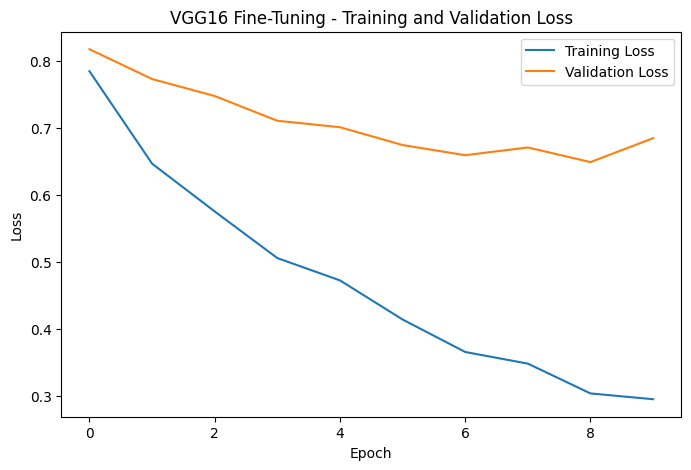 VGG16 Fine-Tuning - Training and Validation Loss
Training Loss
Validation Loss
0.8
0.7
0.6
0.5
0.4
0.3
Loss
0 2 4 6 8
Epoch